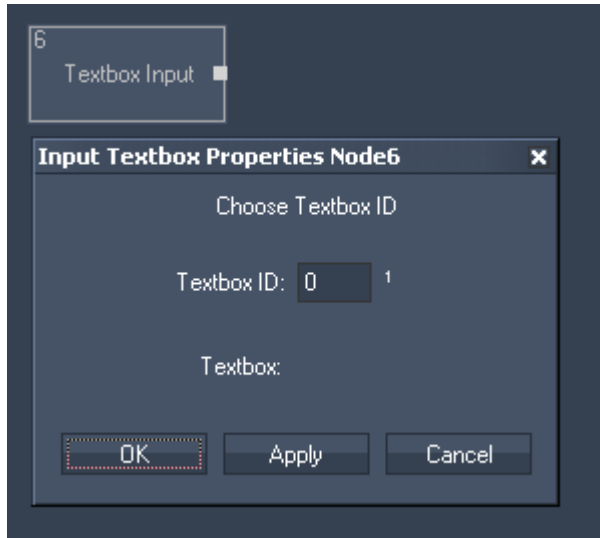 6
Textbox Input
Input Textbox Properties Node6
Choose Textbox ID
Textbox ID: 0 1
Textbox:
OK Apply Cancel